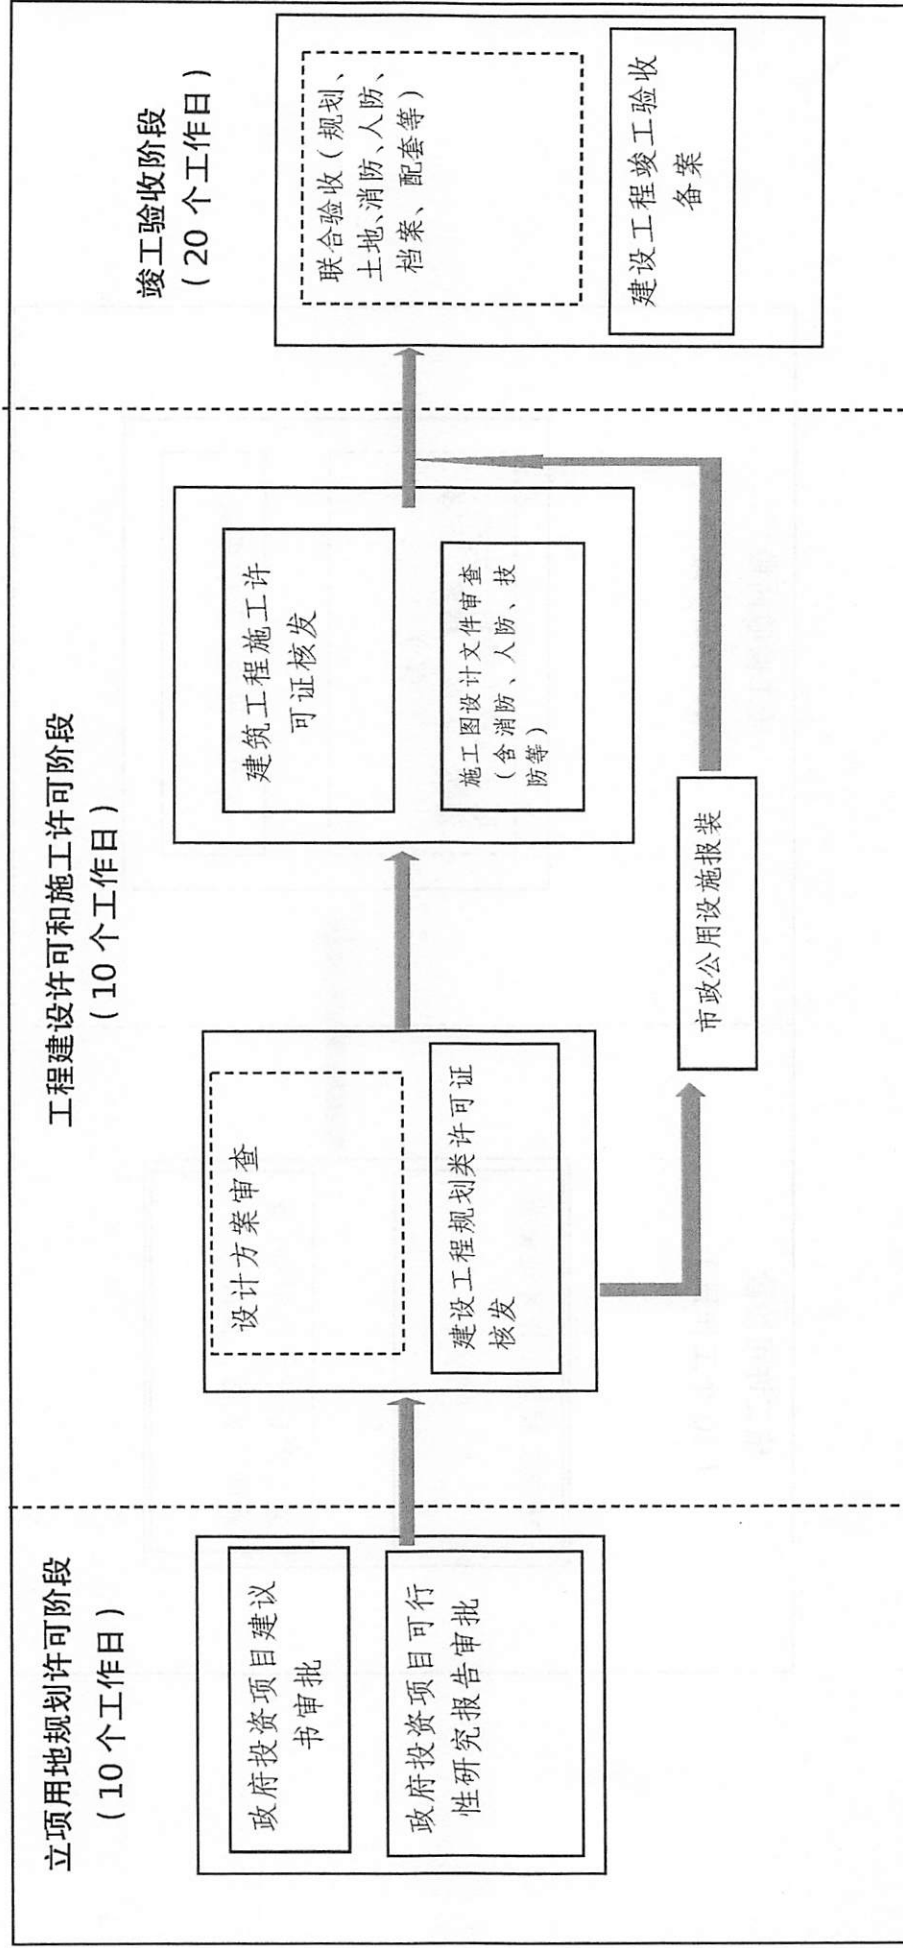 立项用地规划许可阶段
（10 个工作日）
政府投资项目建议
书审批
政府投资项目可行
性研究报告审批
工程建设许可和施工许可阶段
（10 个工作日）
设计方案审查
建设工程规划类许可证
核发
建筑工程施工许
可证核发
施工图设计文件审查
（含消防、人防、技
防等）
市政公用设施报装
竣工验收阶段
（20 个工作日）
联合验收（规划、
土地、消防、人防、
档案、配套等）
建设工程竣工验收
备案